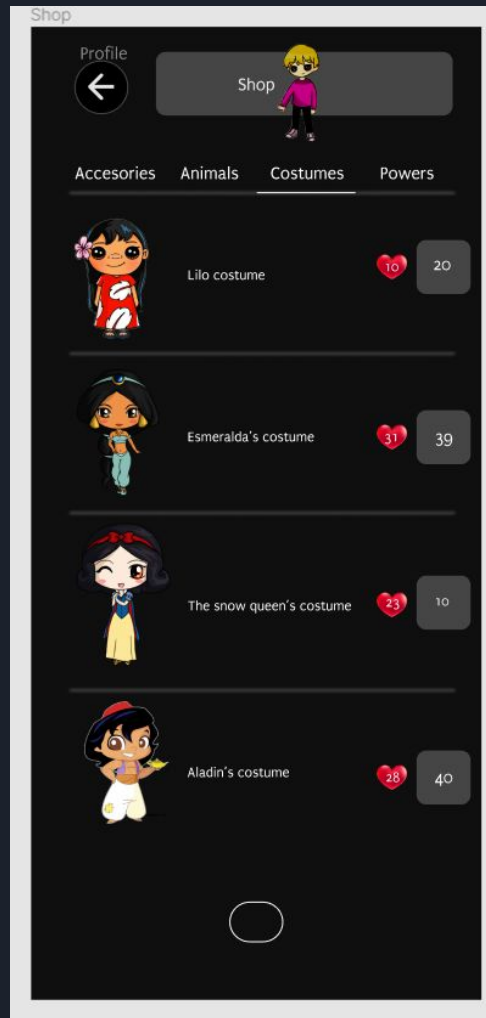 Shop
Profile
Shop
Accesories Animals Costumes Powers
Lilo costume 10 20
Esmeralda's costume 31 39
The snow queen's costume 23 10
Aladin's costume 28 40